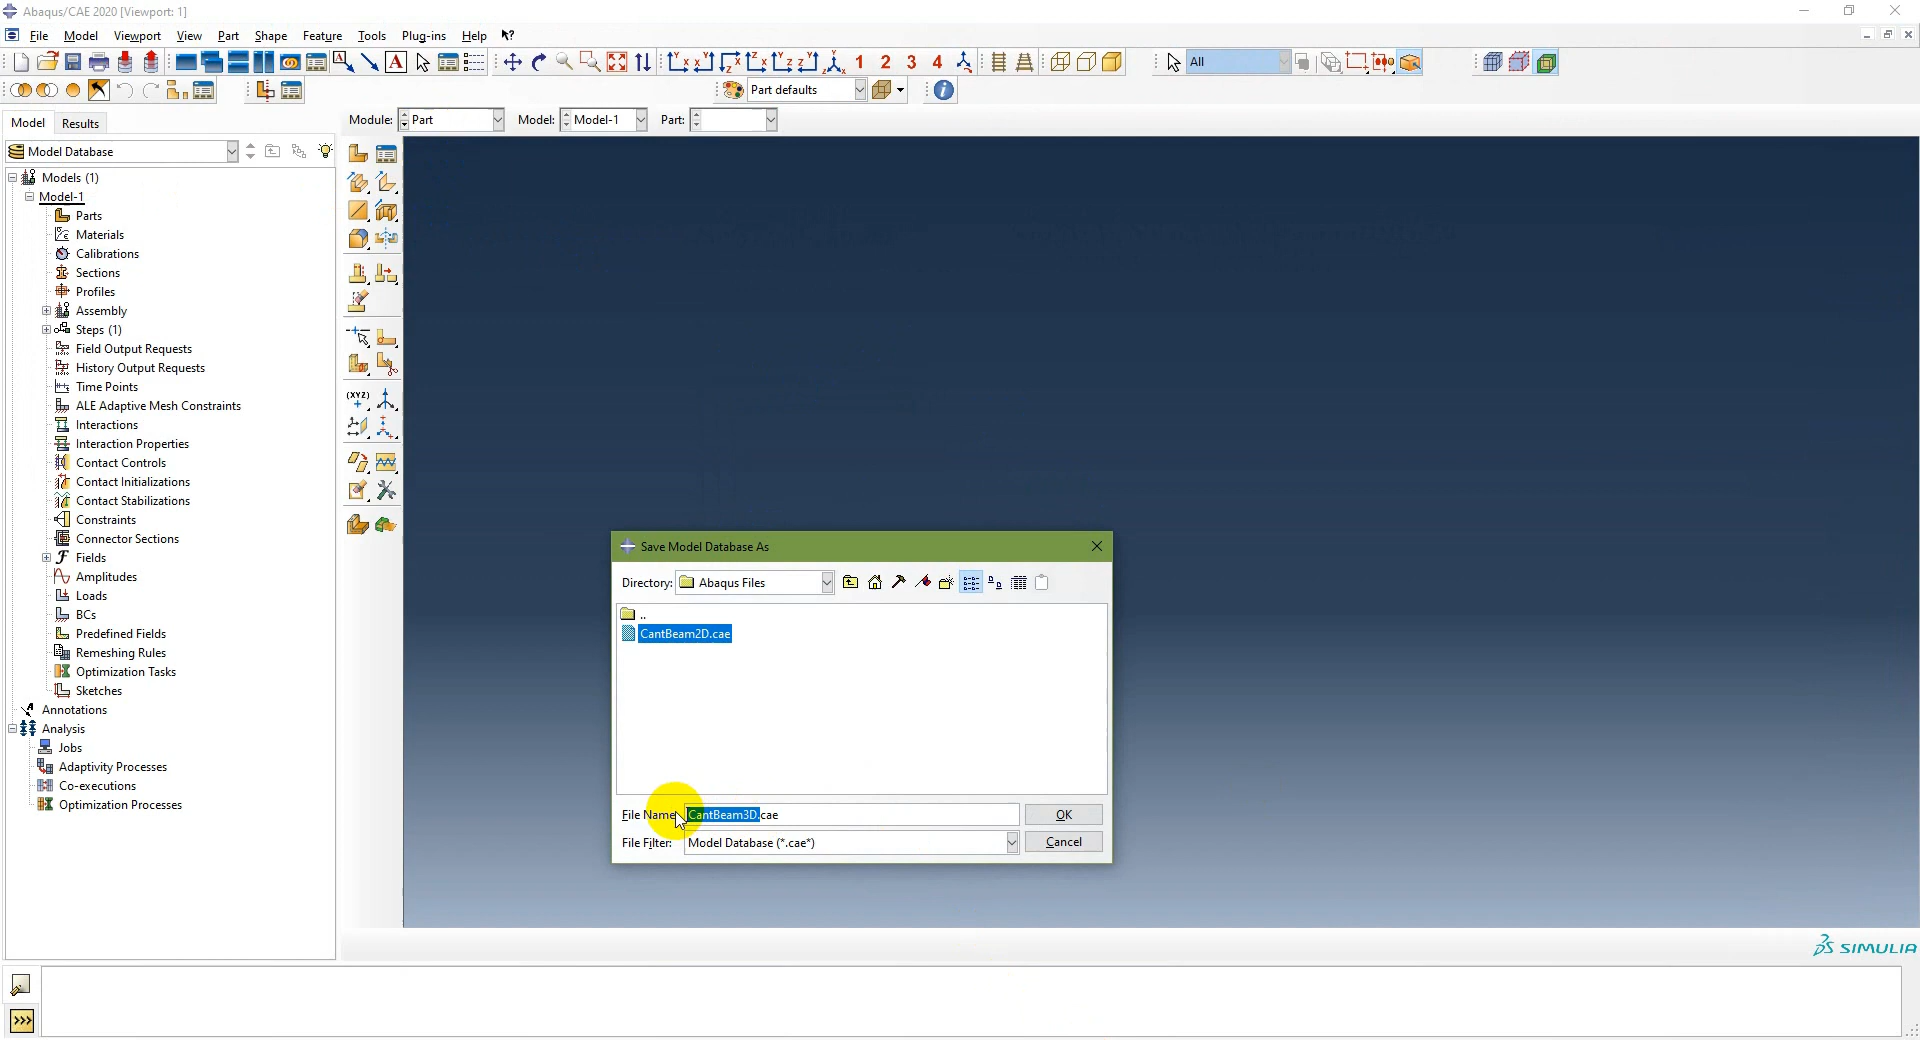 Abaqus/CAE 2020 [Viewport: 1]
File Model Viewport View Part Shape Feature Tools Plug-ins Help
A 1 2 3 4 All
Part defaults
Model Results
Module: Part Model: Model-1 Part:
Model Database
Models (1)
Model-1
Parts
Materials
Calibrations
Sections
Profiles
Assembly
Steps (1)
Field Output Requests
History Output Requests
Time Points
ALE Adaptive Mesh Constraints
Interactions
Interaction Properties
Contact Controls
Contact Initializations
Contact Stabilizations
Constraints
Connector Sections
Fields
Amplitudes
Loads
BCs
Predefined Fields
Remeshing Rules
Optimization Tasks
Sketches
Annotations
Analysis
Jobs
Adaptivity Processes
Co-executions
Optimization Processes
(XYZ)
Save Model Database As
Directory: Abaqus Files
..
CantBeam2D.cae
File Name: CantBeam3D.cae OK
File Filter: Model Database (*.cae*) Cancel
SIMULIA
>>>